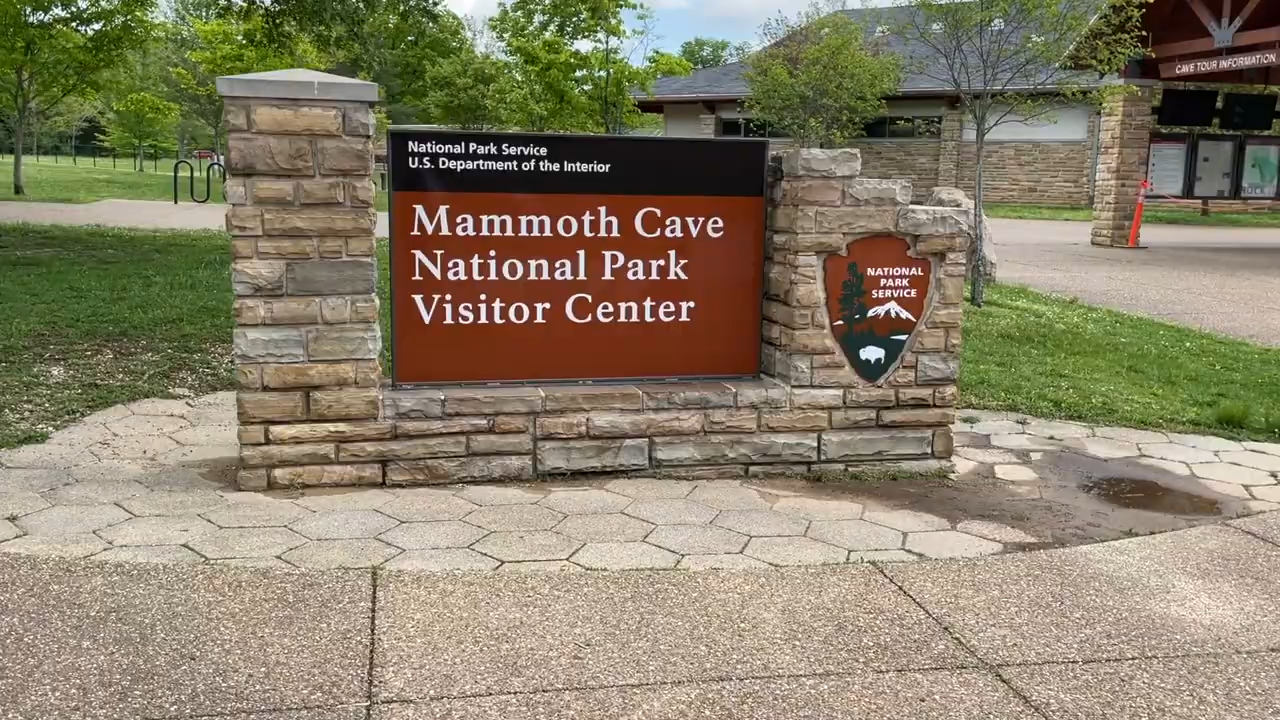 National Park Service
U.S. Department of the Interior
Mammoth Cave
National Park
Visitor Center
NATIONAL
PARK
SERVICE
CAVE TOUR INFORMATION